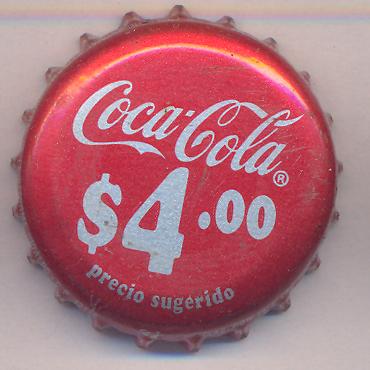 Coca-Cola®
$4.00
precio sugerido